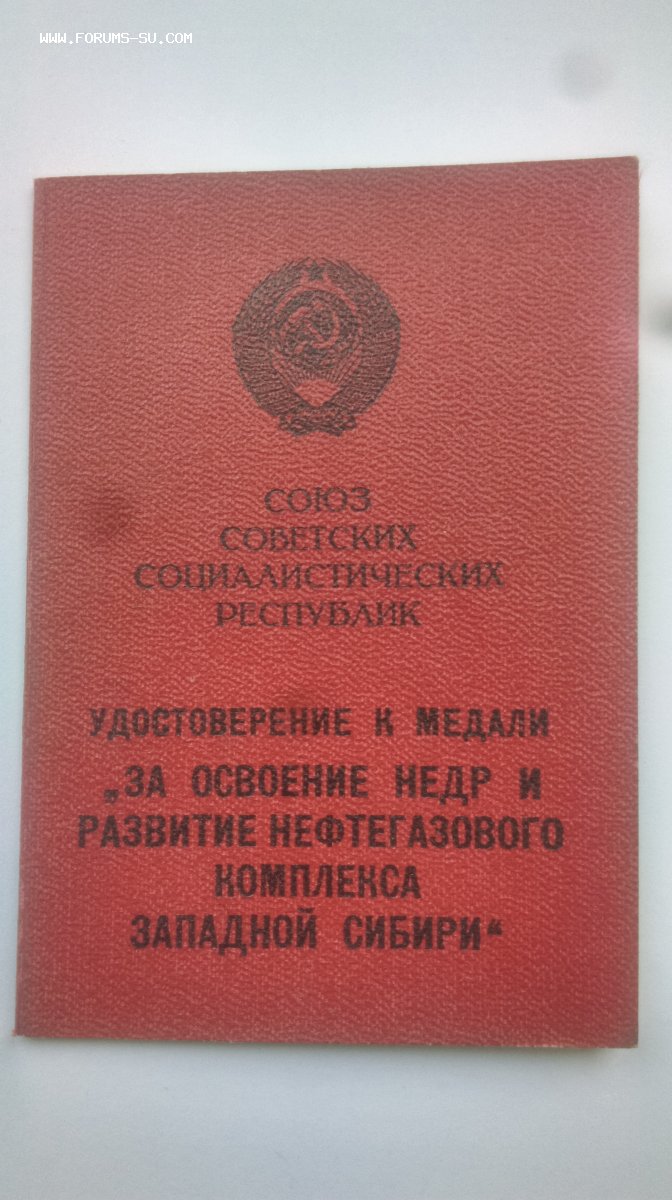 WWW.FORUMS-SU.COM
СОЮЗ
СОВЕТСКИХ
СОЦИАЛИСТИЧЕСКИХ
РЕСПУБЛИК
УДОСТОВЕРЕНИЕ К МЕДАЛИ
„ЗА ОСВОЕНИЕ НЕДР И
РАЗВИТИЕ НЕФТЕГАЗОВОГО
КОМПЛЕКСА
ЗАПАДНОЙ СИБИРИ“